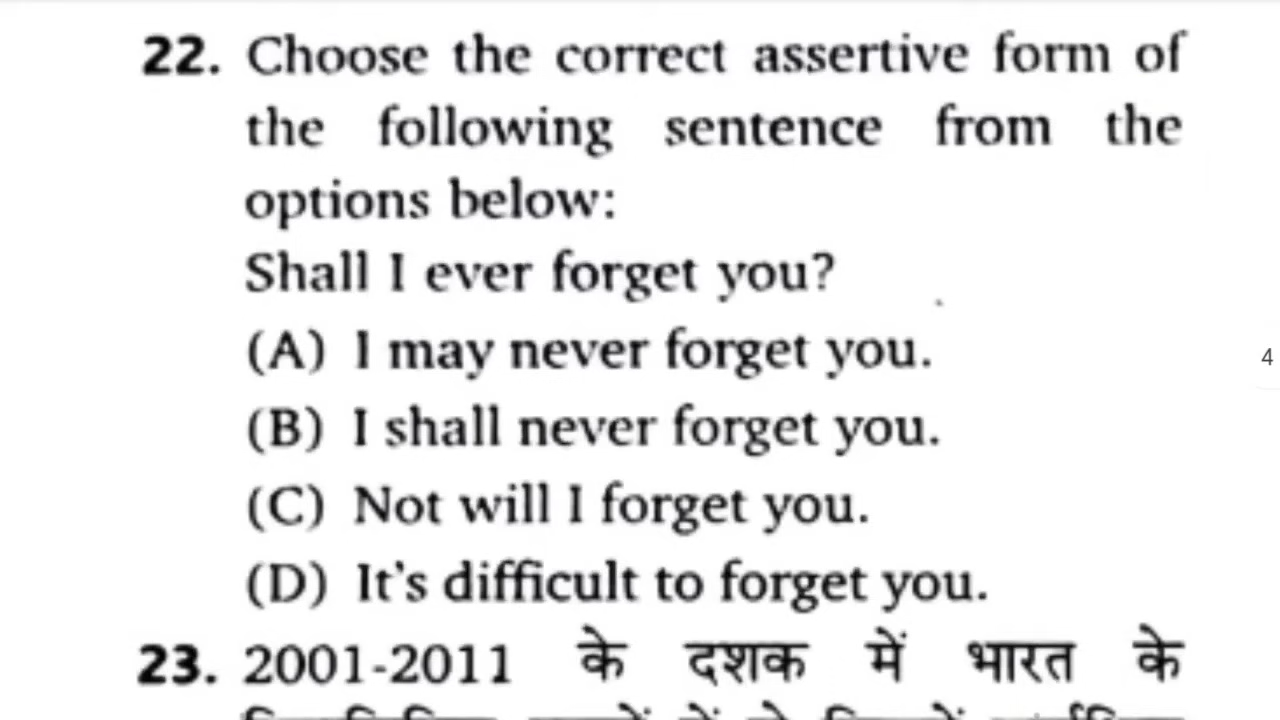 22. Choose the correct assertive form of
the following sentence from the
options below:
Shall I ever forget you?
(A) I may never forget you.
4
(B) I shall never forget you.
(C) Not will I forget you.
(D) It's difficult to forget you.
23. 2001-2011 के दशक में भारत के